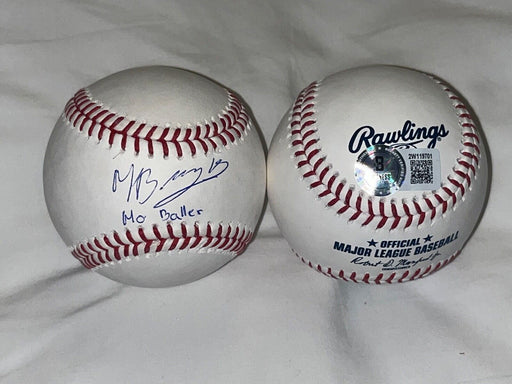 Mo Baller
Rawlings
2W119701
OFFICIAL
MAJOR LEAGUE BASEBALL